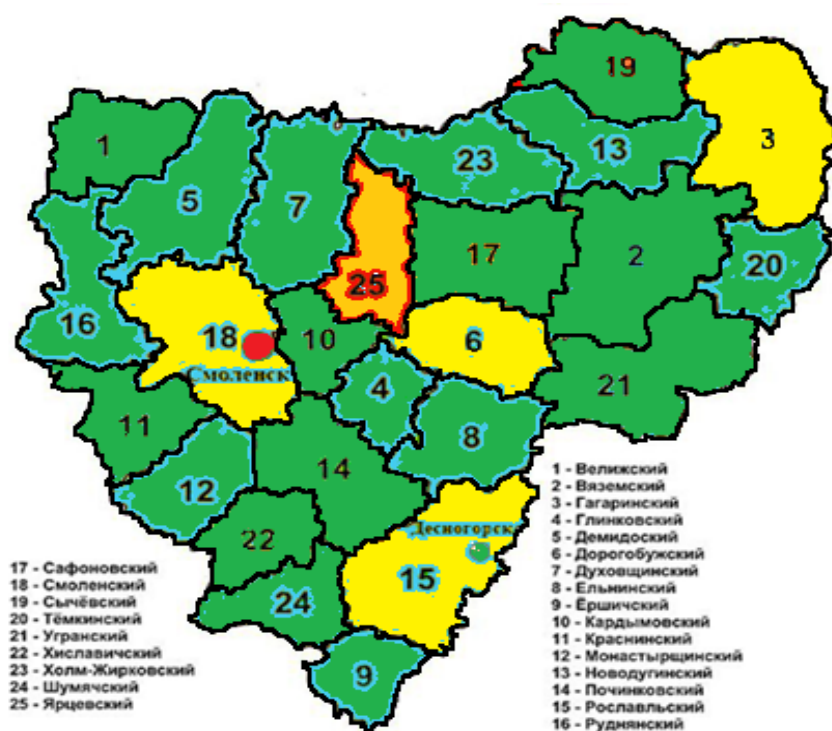 19
1
3
13
23
5
7
17
2
20
25
16
18
10
6
Смоленск
4
21
11
8
14
12
Десногорск
22
15
24
9
1 - Велижский
2 - Вяземский
3 - Гагаринский
4 - Глинковский
5 - Демидоский
6 - Дорогобужский
7 - Духовщинский
8 - Ельнинский
9 - Ёршичский
10 - Кардымовский
11 - Краснинский
12 - Монастырщинский
13 - Новодугинский
14 - Починковский
15 - Рославльский
16 - Руднянский
17 - Сафоновский
18 - Смоленский
19 - Сычёвский
20 - Тёмкинский
21 - Угранский
22 - Хиславичский
23 - Холм-Жирковский
24 - Шумячский
25 - Ярцевский